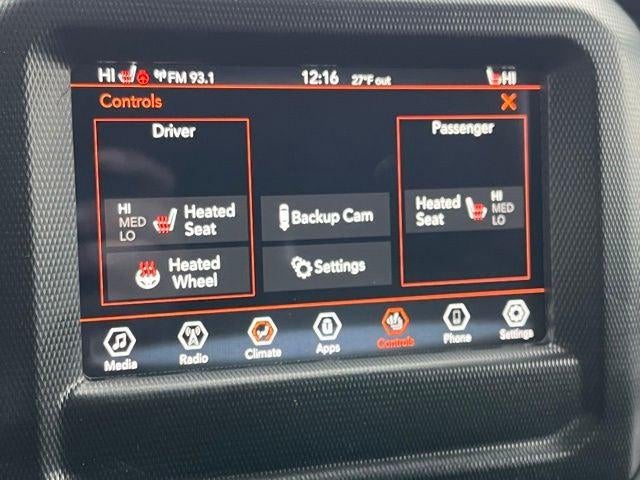 HI FM 93.1 12:16 27°F out HI
Controls X
Driver
HI
MED
LO
Heated
Seat
Heated
Wheel
Backup Cam
Settings
Passenger
Heated
Seat
HI
MED
LO
Media Radio Climate Apps Controls Phone Settings